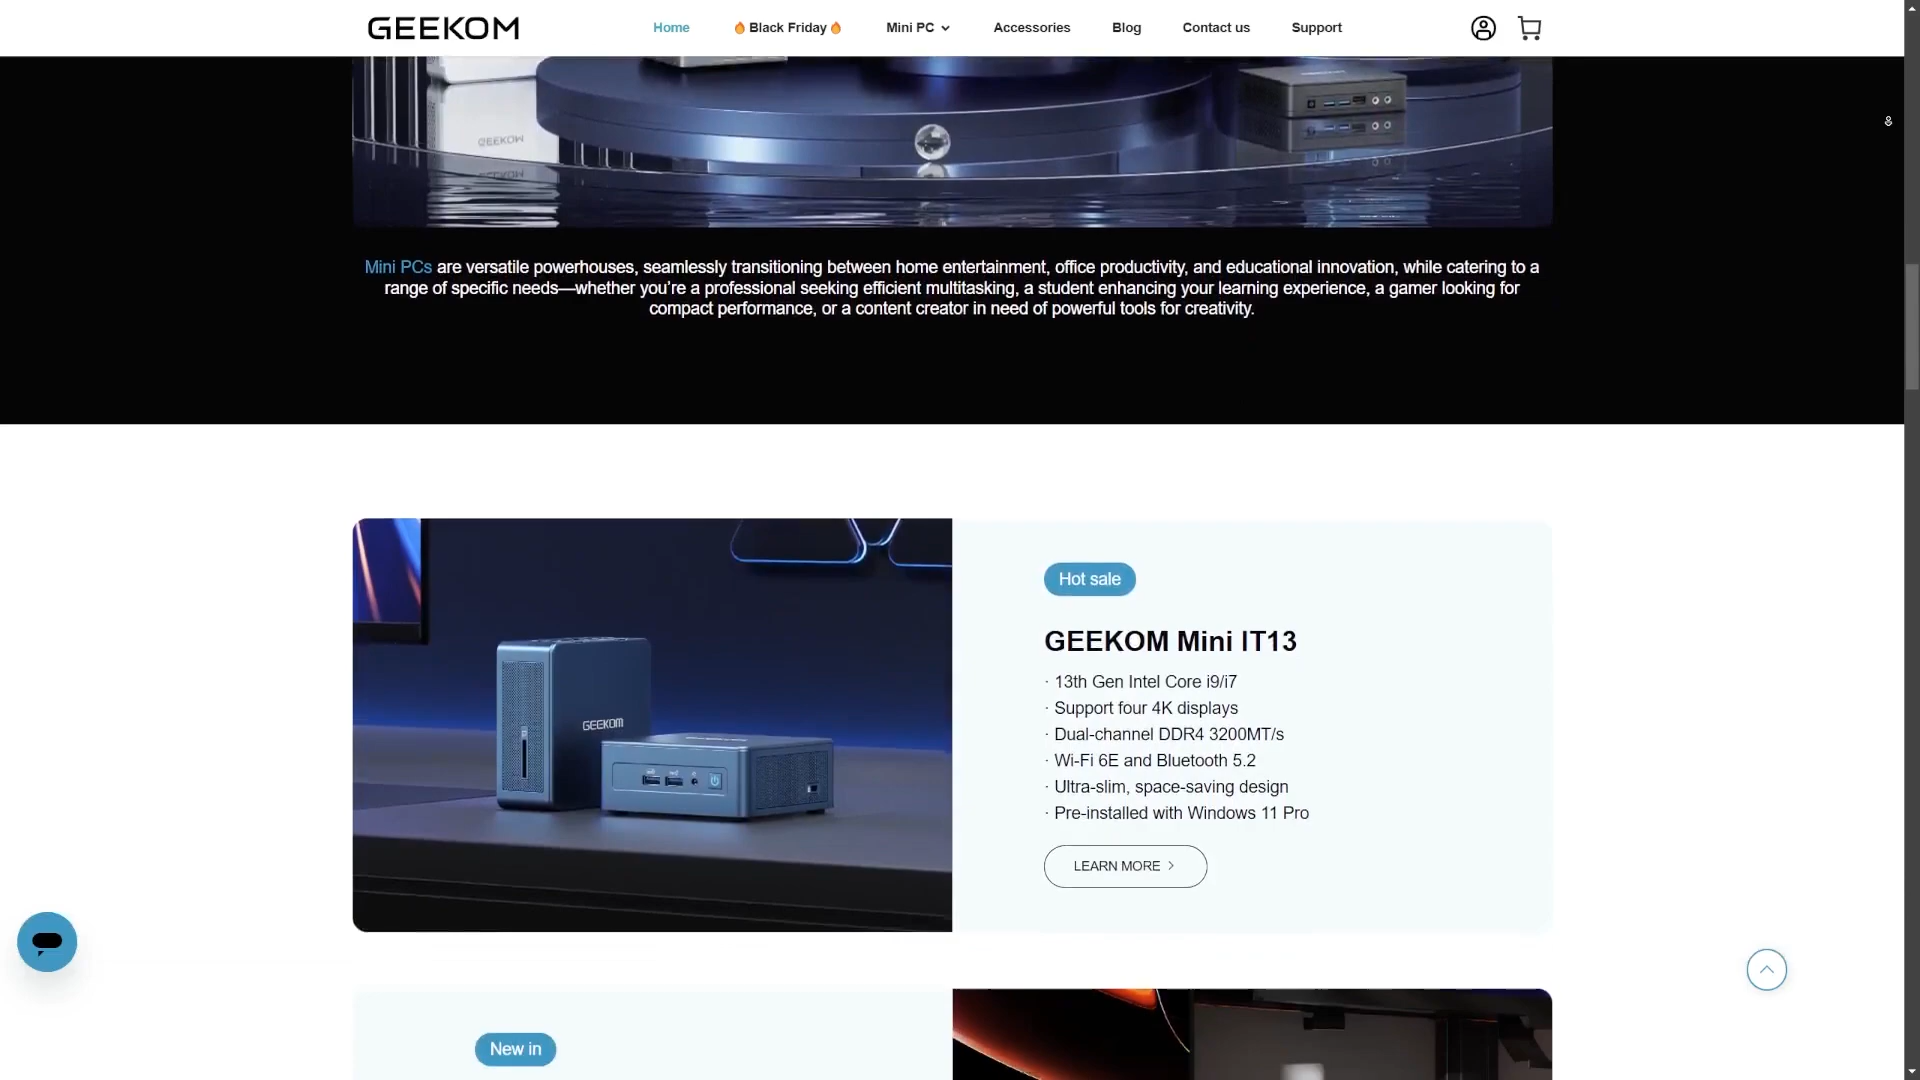 GEEKOM
Home
Black Friday
Mini PC
Accessories
Blog
Contact us
Support
GEEKOM
Mini PCs are versatile powerhouses, seamlessly transitioning between home entertainment, office productivity, and educational innovation, while catering to a
range of specific needs—whether you're a professional seeking efficient multitasking, a student enhancing your learning experience, a gamer looking for
compact performance, or a content creator in need of powerful tools for creativity.
GEEKOM
Hot sale
GEEKOM Mini IT13
· 13th Gen Intel Core i9/i7
· Support four 4K displays
· Dual-channel DDR4 3200MT/s
· Wi-Fi 6E and Bluetooth 5.2
· Ultra-slim, space-saving design
· Pre-installed with Windows 11 Pro
LEARN MORE
New in